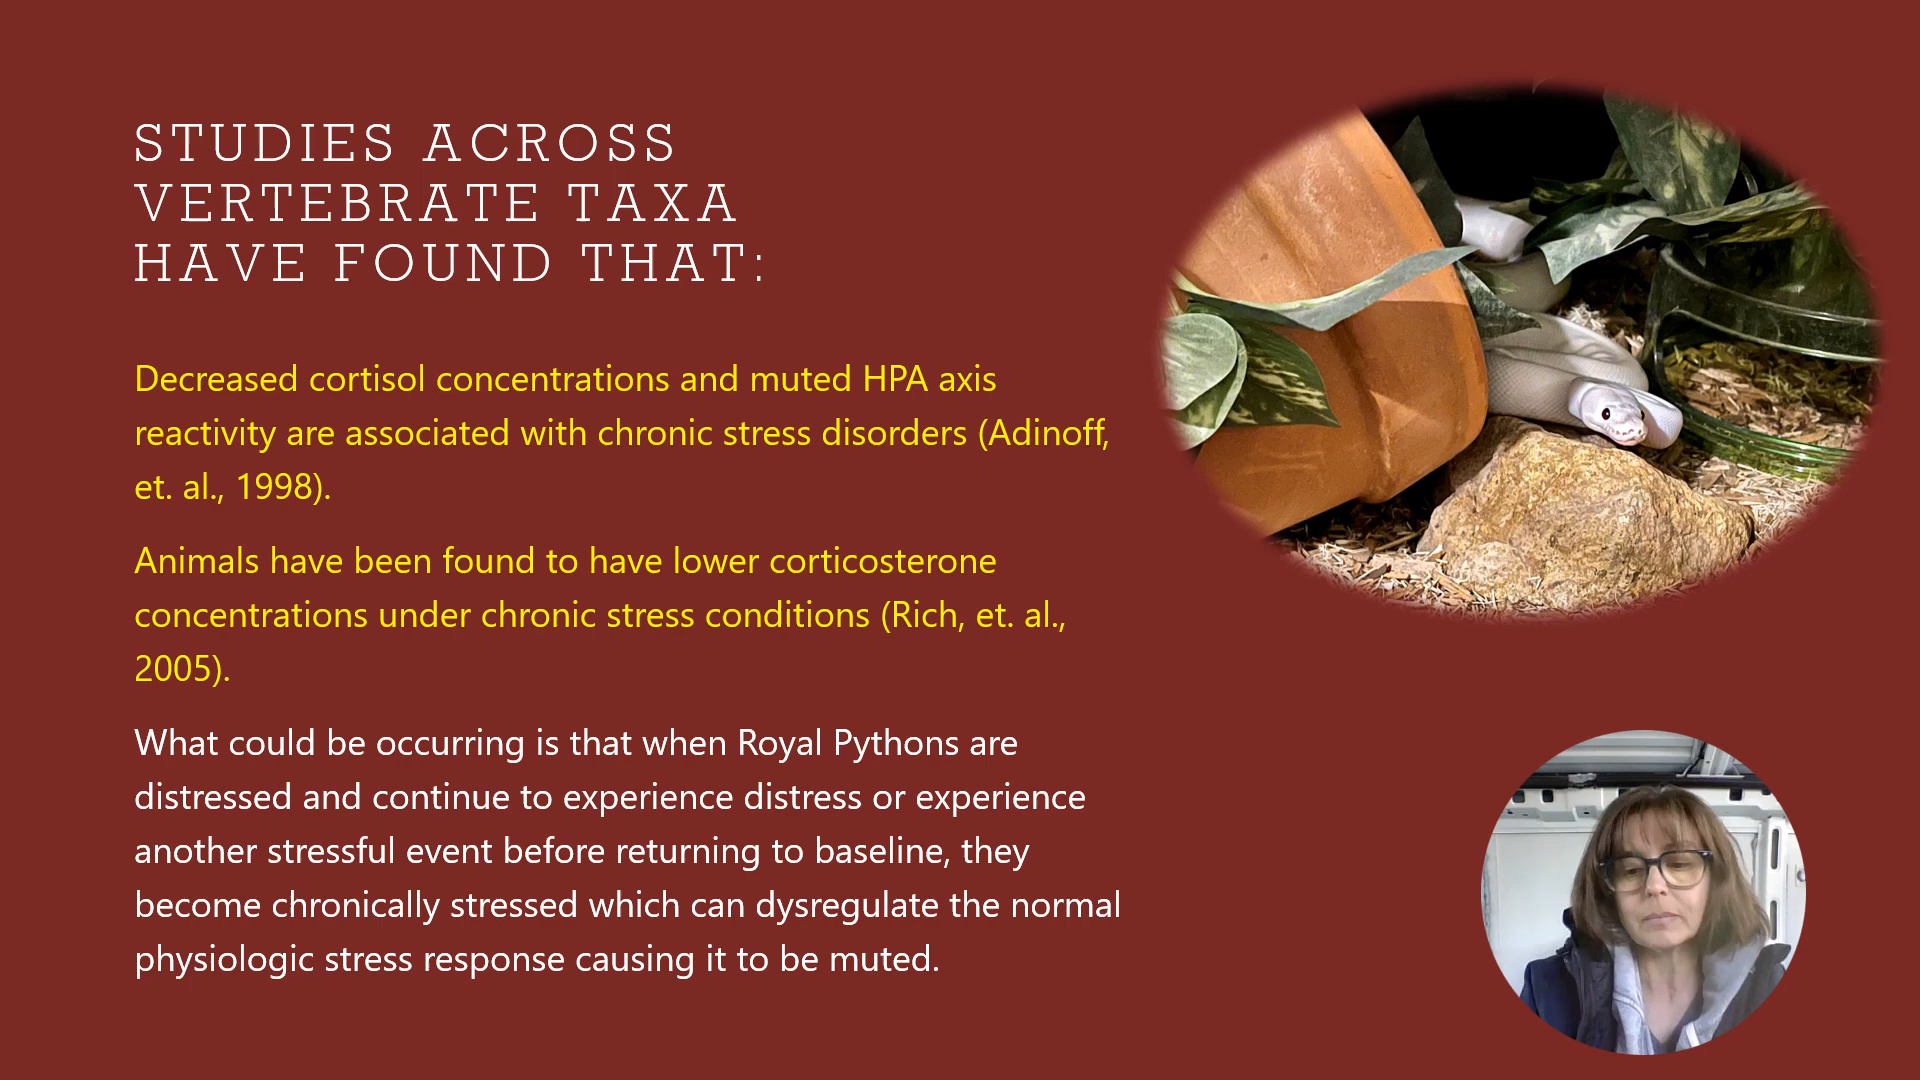 STUDIES ACROSS
VERTEBRATE TAXA
HAVE FOUND THAT:
Decreased cortisol concentrations and muted HPA axis
reactivity are associated with chronic stress disorders (Adinoff,
et. al., 1998).
Animals have been found to have lower corticosterone
concentrations under chronic stress conditions (Rich, et. al.,
2005).
What could be occurring is that when Royal Pythons are
distressed and continue to experience distress or experience
another stressful event before returning to baseline, they
become chronically stressed which can dysregulate the normal
physiologic stress response causing it to be muted.